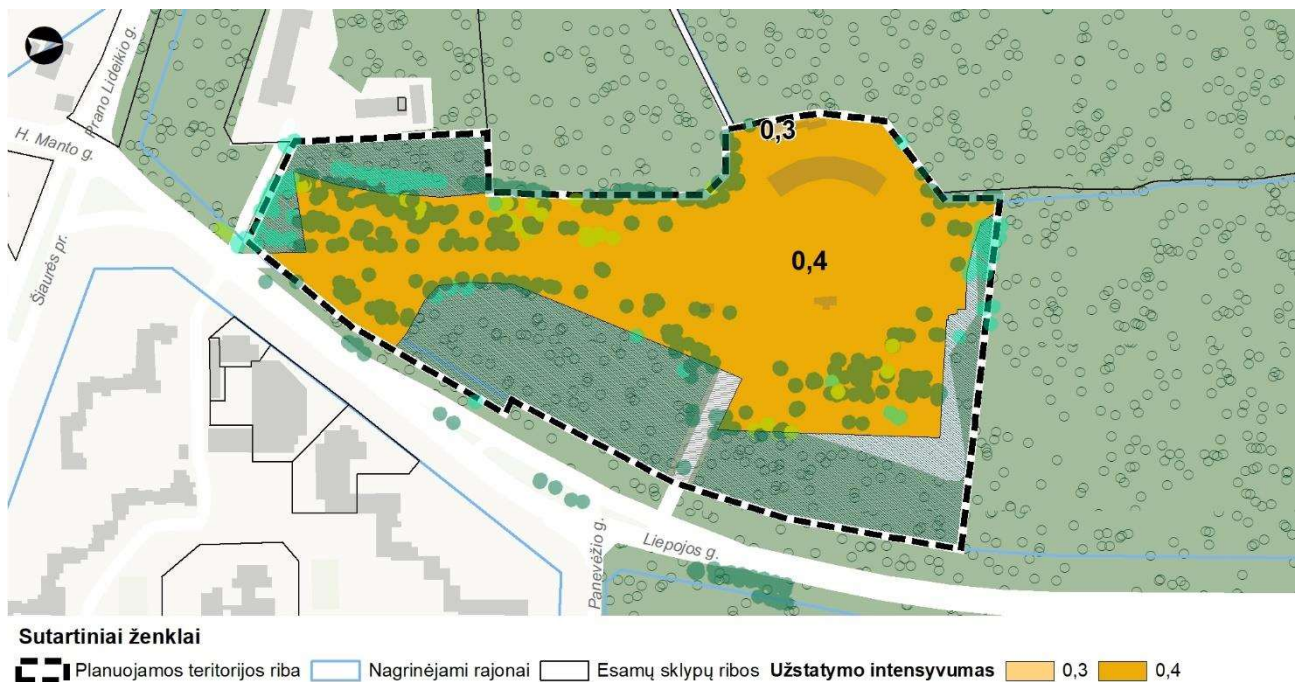 Prano Lideikio g.
H. Manto g.
Šiaurės pr.
0,3
0,4
Panevėžio g.
Liepojos g.
Sutartiniai ženklai
Planuojamos teritorijos riba Nagrinėjami rajonai Esamų sklypų ribos Užstatymo intensyvumas 0,3 0,4